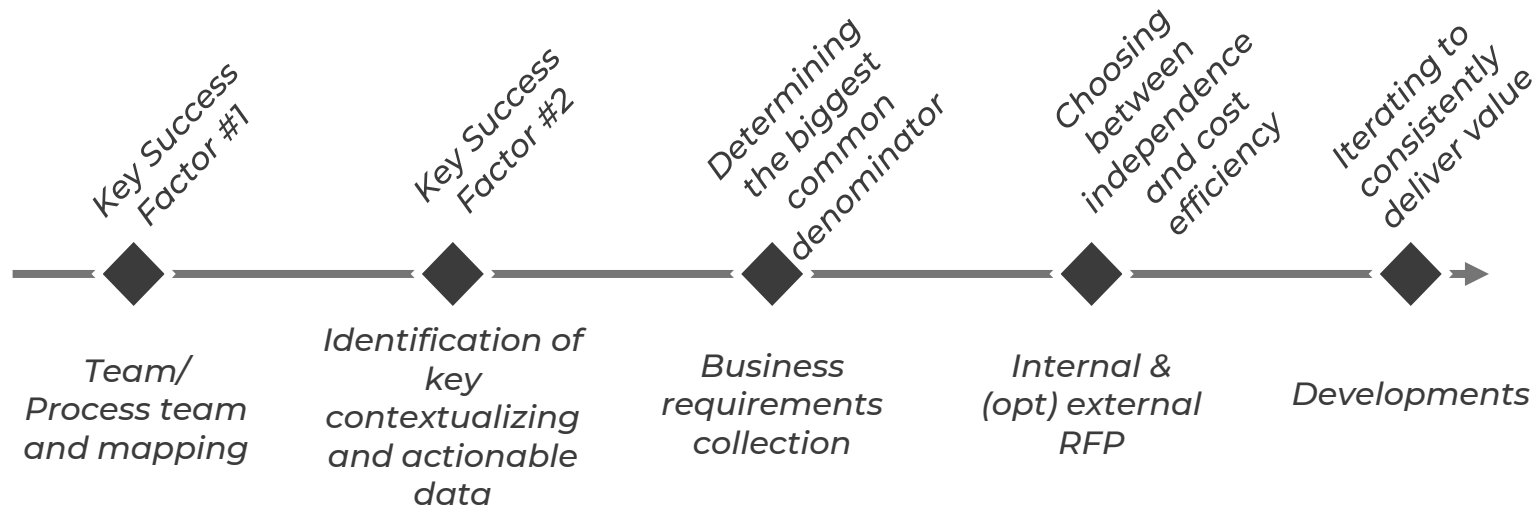 Key Success
Factor #1
Key Success
Factor #2
Determining
the biggest
common
denominator
Choosing
between
independence
and cost
efficiency
Iterating to
consistently
deliver value
Team/
Process team
and mapping
Identification of
key
contextualizing
and actionable
data
Business
requirements
collection
Internal &
(opt) external
RFP
Developments